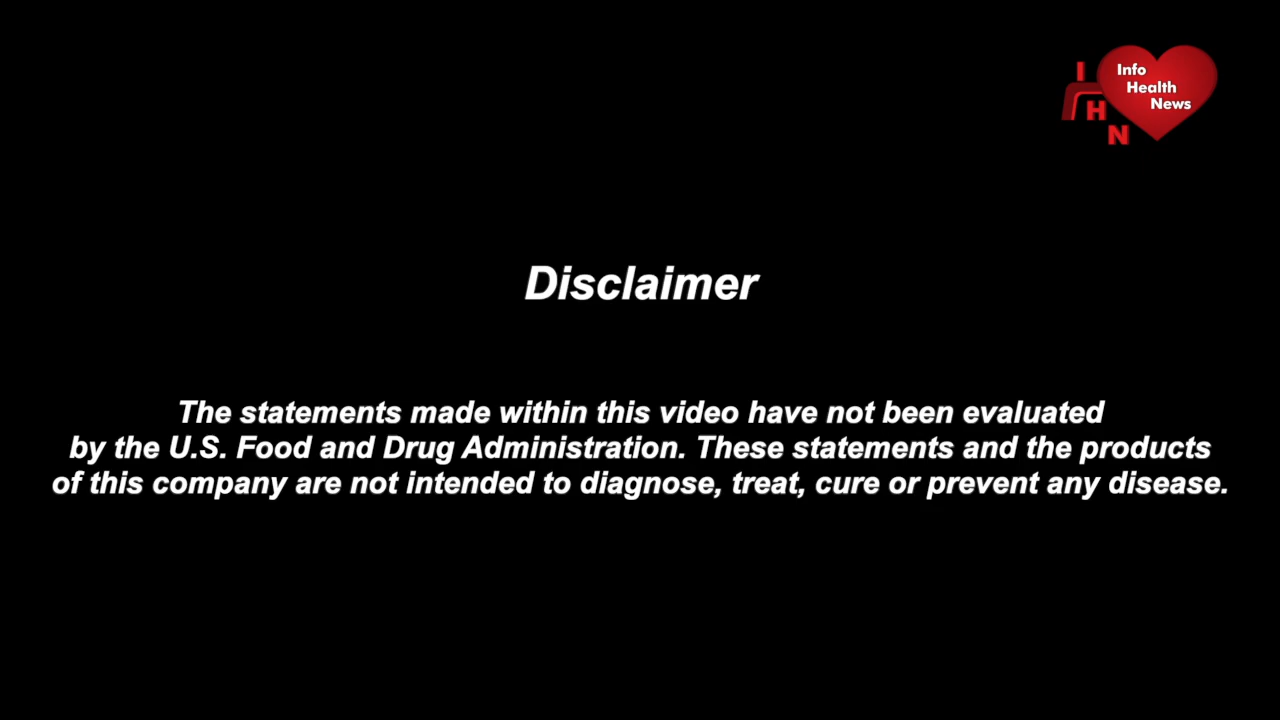 I
H
N
Info
Health
News
Disclaimer
The statements made within this video have not been evaluated
by the U.S. Food and Drug Administration. These statements and the products
of this company are not intended to diagnose, treat, cure or prevent any disease.